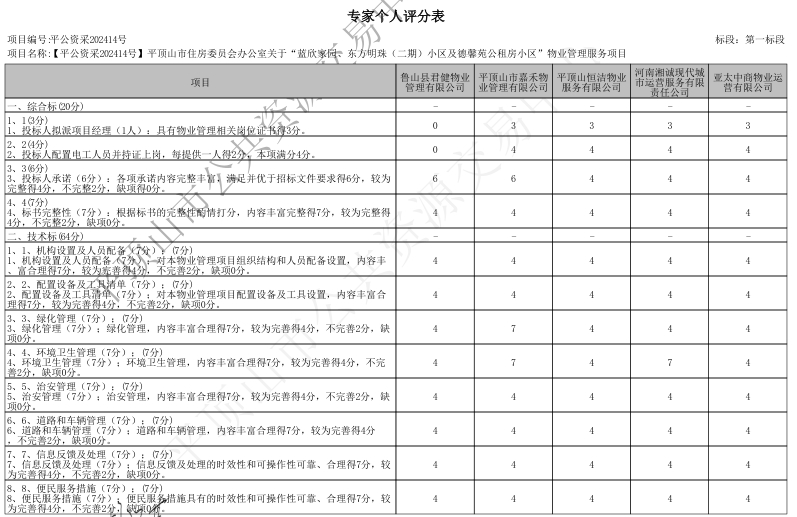 专家个人评分表
项目编号:平公资采202414号 标段: 第一标段
项目名称:【平公资采202414号】平顶山市住房委员会办公室关于“蓝欣家园、东方明珠（二期）小区及德馨苑公租房小区”物业管理服务项目
项目 鲁山县君健物业管理有限公司 平顶山市嘉禾物业管理有限公司 平顶山恒洁物业服务有限公司 河南湘诚现代城市运营服务有限责任公司 亚太中商物业运营有限公司
一、综合标(20分) – – – – –
1、1(3分)
1、投标人拟派项目经理（1人）：具有物业管理相关岗位证书得3分。 0 3 3 3 3
2、2(4分)
2、投标人配置电工人员并持证上岗，每提供一人得2分，本项满分4分。 0 4 4 4 4
3、3(6分)
3、投标人承诺（6分）：各项承诺内容完整丰富，满足并优于招标文件要求得6分，较为
完整得4分，不完整2分，缺项得0分。 6 6 4 4 4
4、4(7分)
4、标书完整性（7分）：根据标书的完整性酌情打分，内容丰富完整得7分，较为完整得
4分，不完整2分，缺项0分。 4 4 4 4 4
二、技术标(64分) – – – – –
1、1、机构设置及人员配备（7分）；(7分)
1、机构设置及人员配备（7分）；对本物业管理项目组织结构和人员配备设置，内容丰
、富合理得7分，较为完善得4分，不完善2分，缺项0分。 4 4 4 4 4
2、2、配置设备及工具清单（7分）；(7分)
2、配置设备及工具清单（7分）；对本物业管理项目配置设备及工具设置，内容丰富合
理得7分，较为完善得4分，不完善2分，缺项0分。 4 4 4 4 4
3、3、绿化管理（7分）；(7分)
3、绿化管理（7分）；绿化管理，内容丰富合理得7分，较为完善得4分，不完善2分，缺
项0分。 4 7 4 4 4
4、4、环境卫生管理（7分）；(7分)
4、环境卫生管理（7分）；环境卫生管理，内容丰富合理得7分，较为完善得4分，不完
善2分，缺项0分。 4 7 4 7 4
5、5、治安管理（7分）；(7分)
5、治安管理（7分）；治安管理，内容丰富合理得7分，较为完善得4分，不完善2分，缺
项0分。 4 4 4 4 4
6、6、道路和车辆管理（7分）；(7分)
6、道路和车辆管理（7分）；道路和车辆管理，内容丰富合理得7分，较为完善得4分
，不完善2分，缺项0分。 4 4 4 4 4
7、7、信息反馈及处理（7分）；(7分)
7、信息反馈及处理（7分）；信息反馈及处理的时效性和可操作性可靠、合理得7分，较
为完善得4分，不完善2分，缺项0分。 4 4 4 4 4
8、8、便民服务措施（7分）；(7分)
8、便民服务措施（7分）；便民服务措施具有的时效性和可操作性可靠、合理得7分，较
为完善得4分，不完善2分，缺项0分。 4 4 4 4 4
平顶山市公共资源交易中
平顶山市公共资源交易中